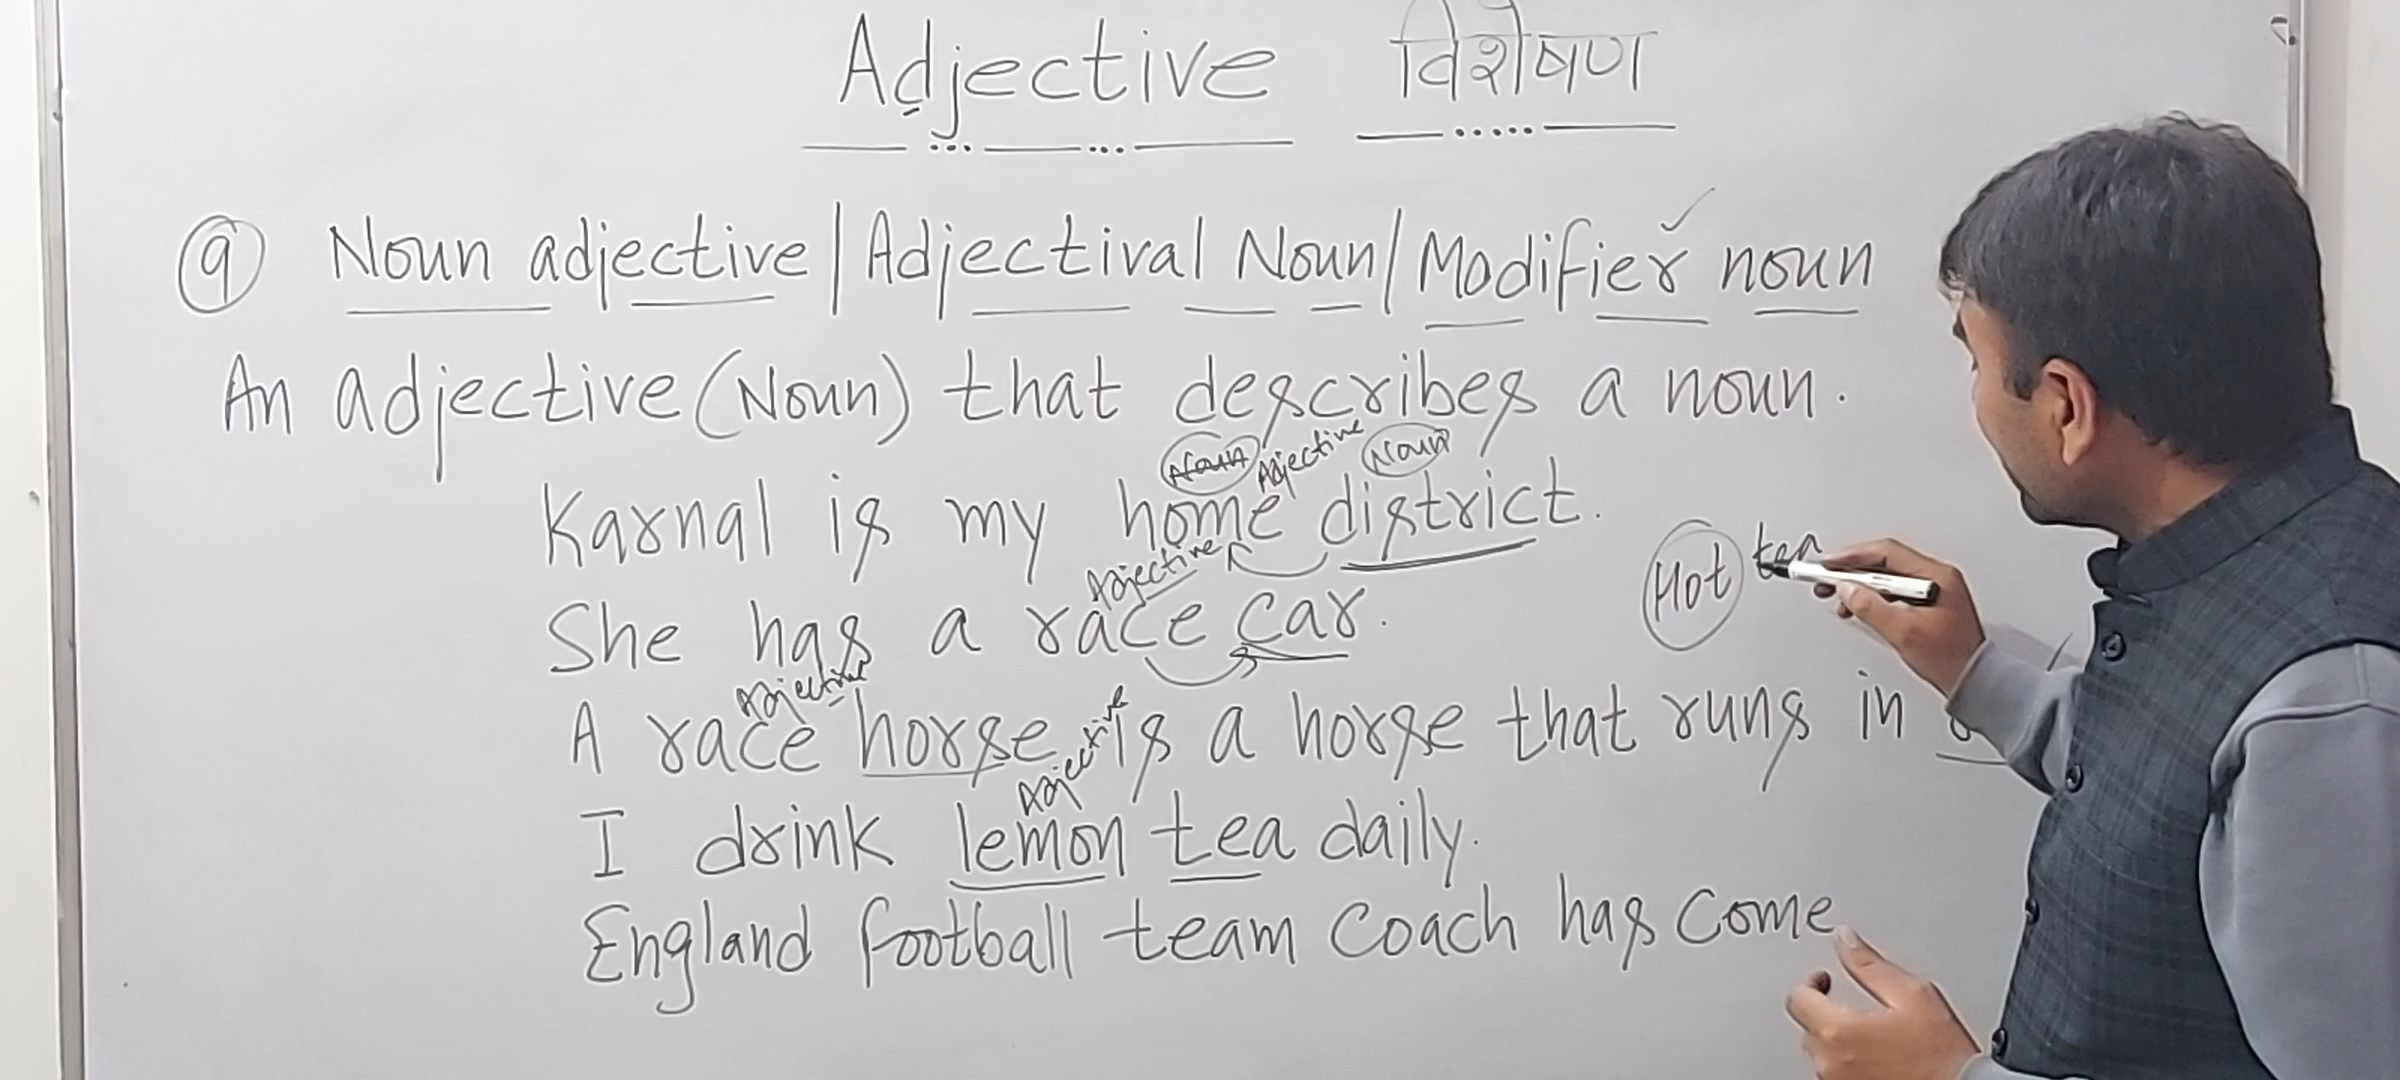 Adjective विशेषण
9 Noun adjective/Adjectival Noun/Modifier noun
An adjective (Noun) that describes a noun.
Noun Adjective Noun
Karnal is my home district.
Adjective
Hot tea
She has a race car.
Adjective
A race horse is a horse that runs in
Adjective
I drink lemon tea daily.
England football team coach has come